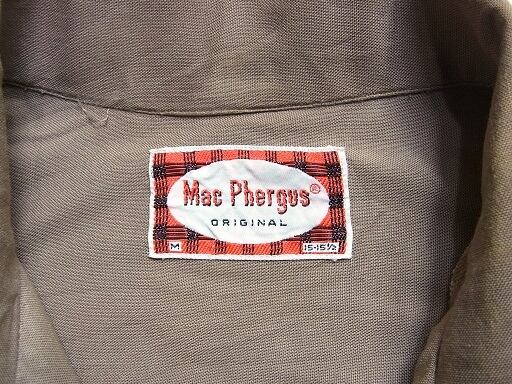 Mac Phergus®
ORIGINAL
M 15-15½